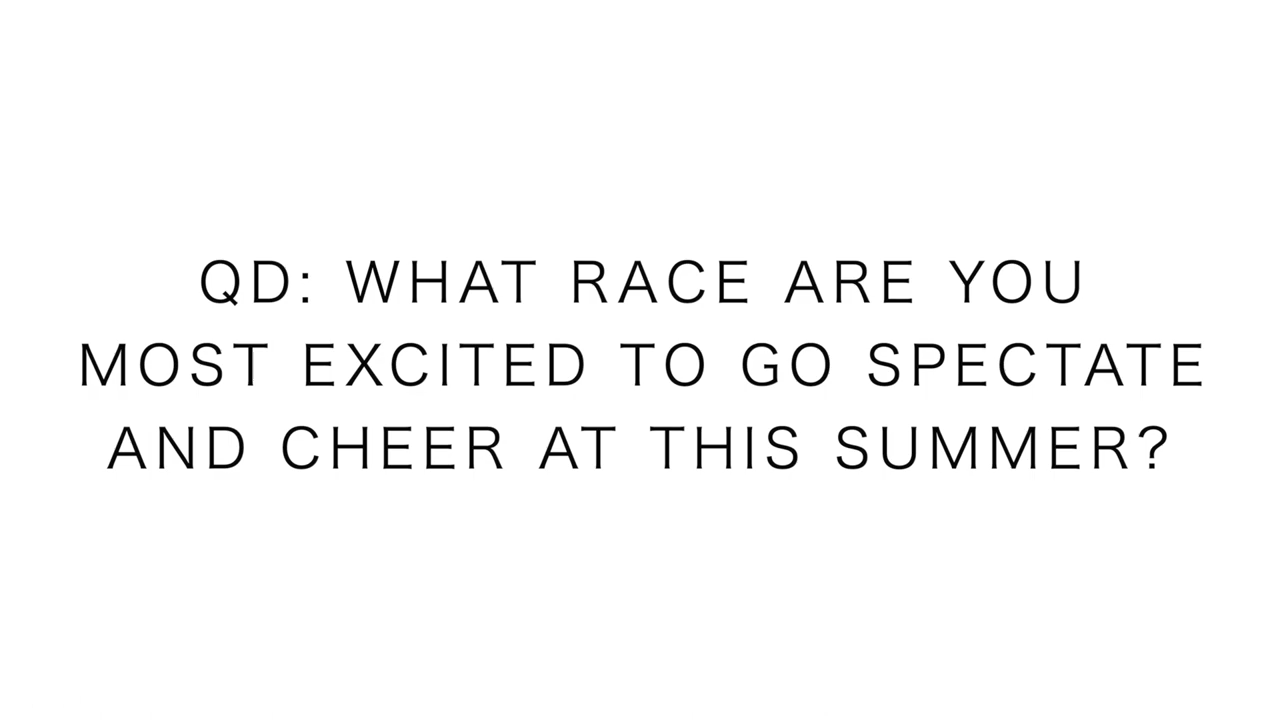 QD: WHAT RACE ARE YOU
MOST EXCITED TO GO SPECTATE
AND CHEER AT THIS SUMMER?